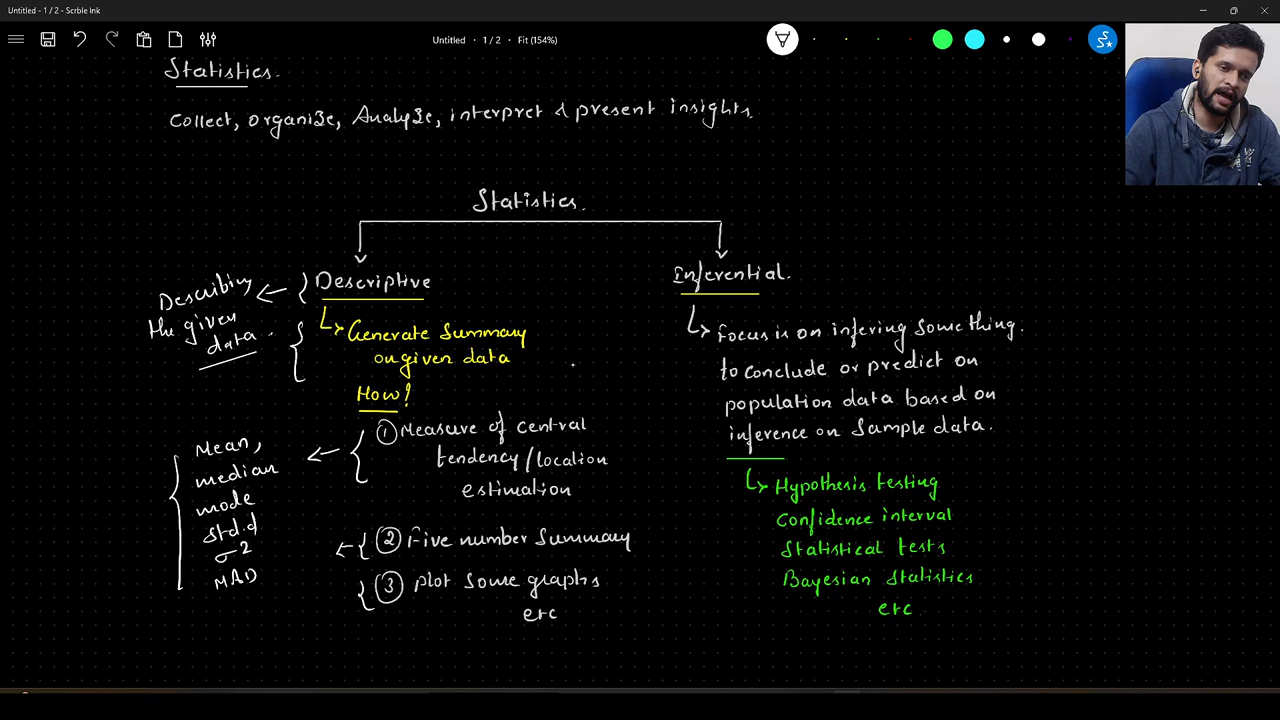 Untitled - 1 / 2 - Scrble Ink
Untitled · 1 / 2 · Fit (154%)
Statistics.
Collect, organize, Analyze, interpret & present insights.
Statistics.
Descriptive
Describing
the given
data.
Generate summary
on given data
How?
① Measure of central
tendency/location
estimation
Mean,
median
mode
std.d
σ²
MAD
② Five number summary
③ plot some graphs
etc
Inferential.
Focus is on infering something
to conclude or predict on
population data based on
inference on sample data.
Hypothesis testing
Confidence interval
Statistical tests
Bayesian statistics
etc.